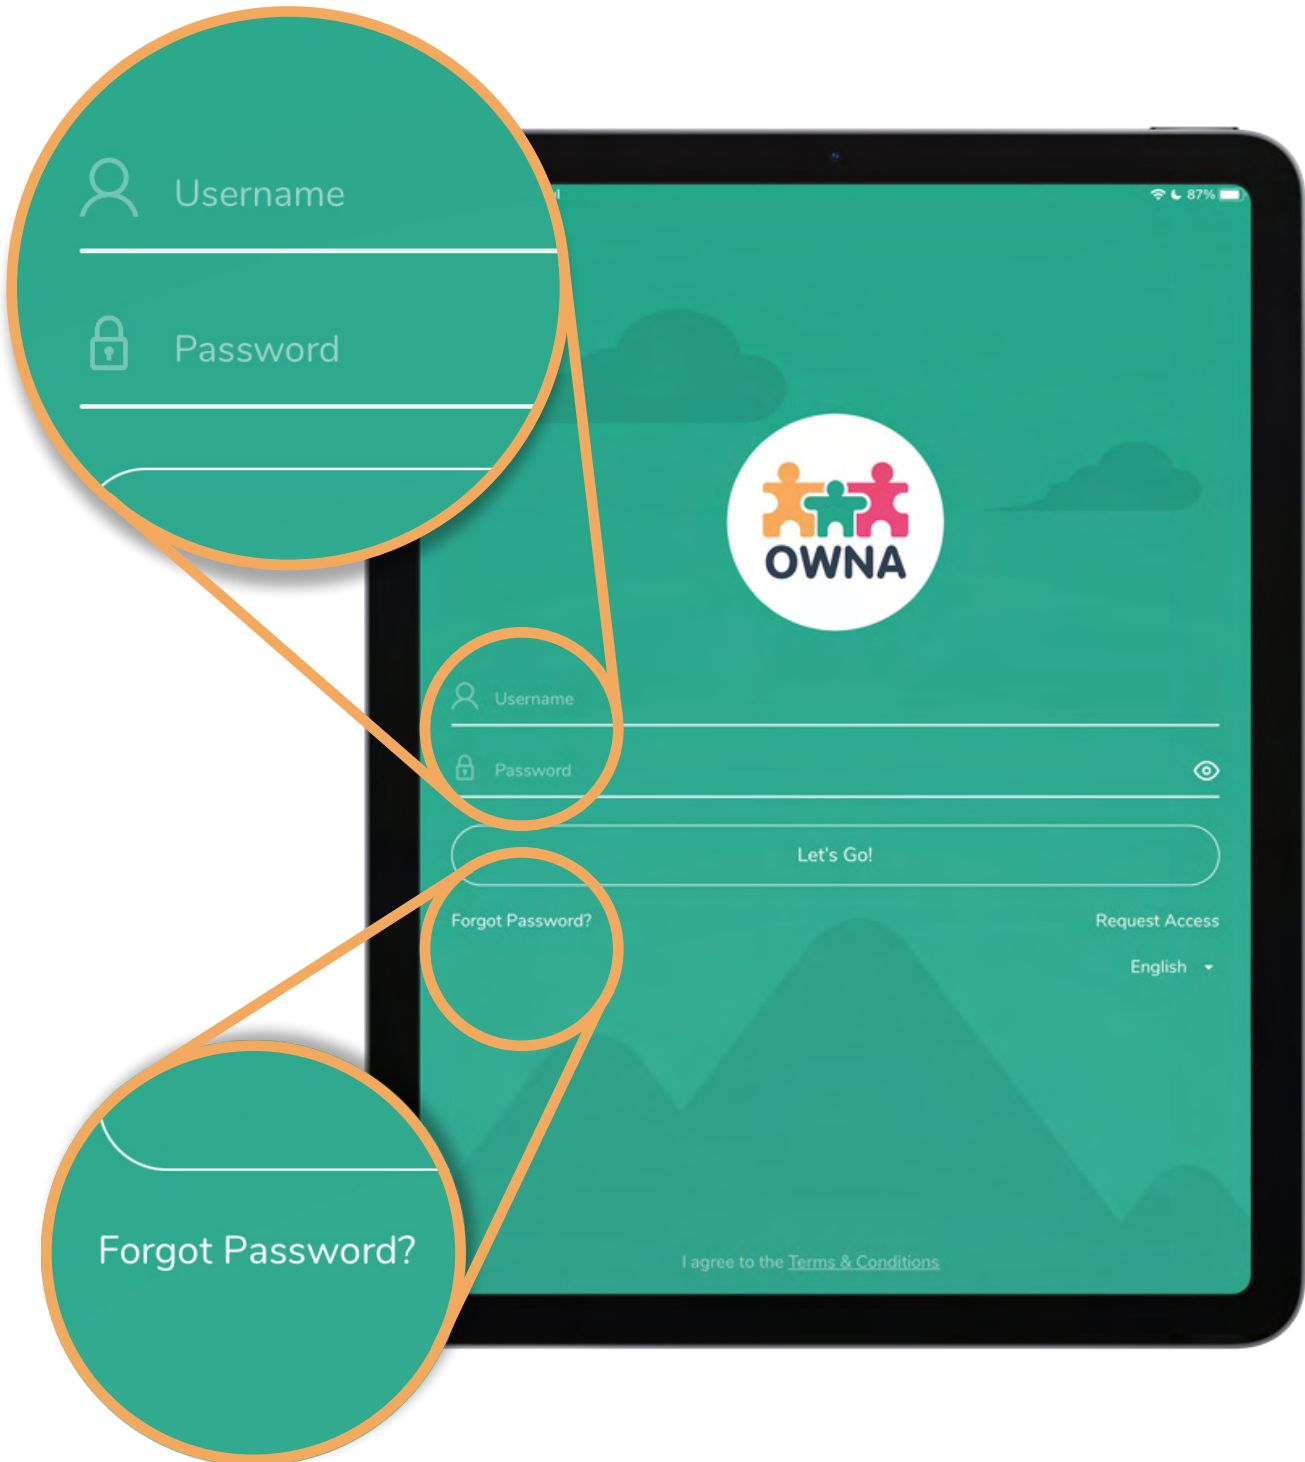 Username
Password
87%
OWNA
Username
Password
Let's Go!
Forgot Password?
Request Access
English
Forgot Password?
I agree to the Terms & Conditions